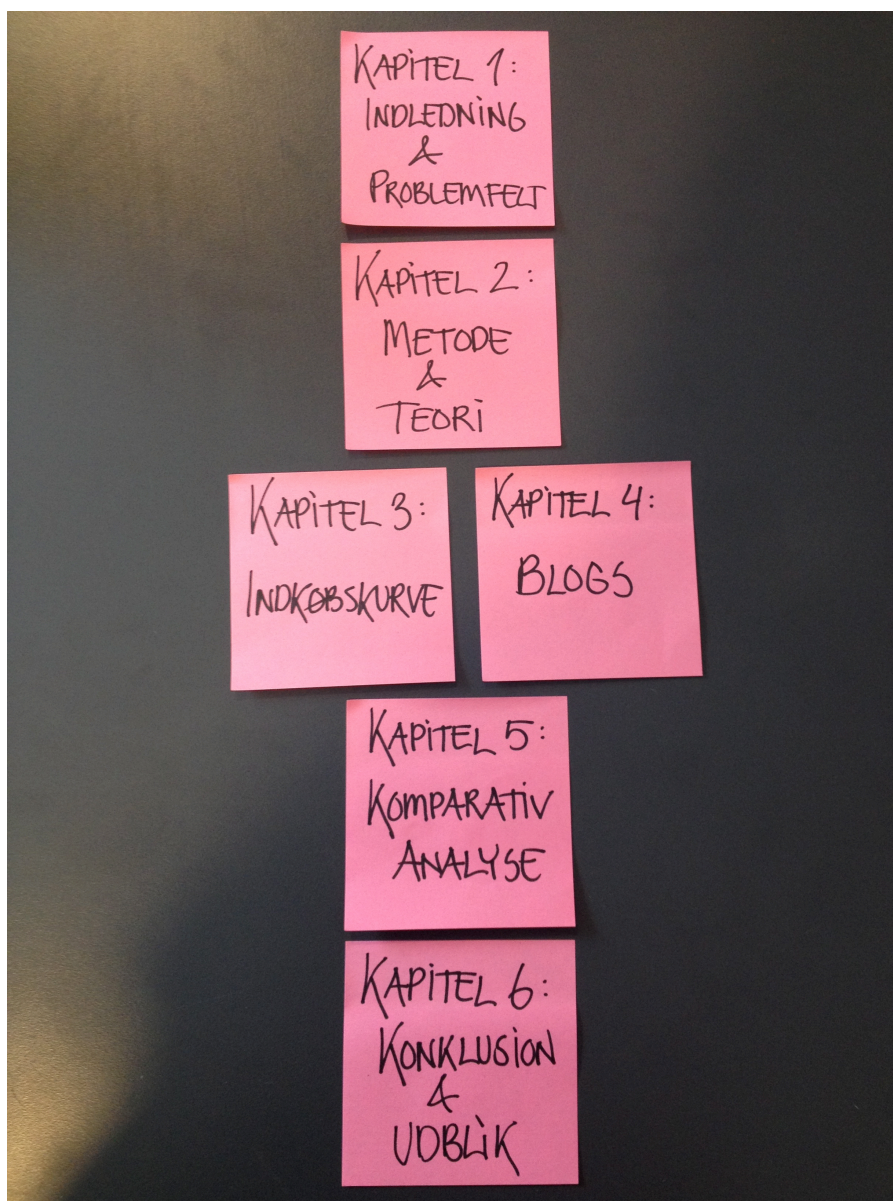 KAPITEL 1:
INDLEDNING
&
PROBLEMFELT
KAPITEL 2:
METODE
&
TEORI
KAPITEL 3:
INDKØBSKURVE
KAPITEL 4:
BLOGS
KAPITEL 5:
KOMPARATIV
ANALYSE
KAPITEL 6:
KONKLUSION
&
UDBLIK